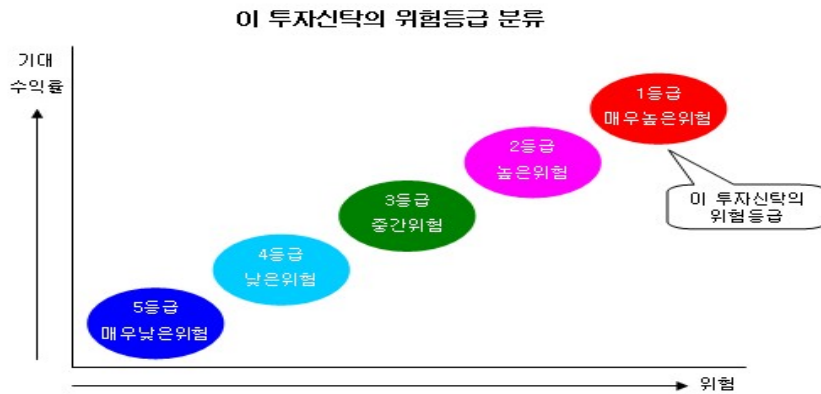 이 투자신탁의 위험등급 분류
기대
수익률
1등급
매우높은위험
2등급
높은위험
3등급
중간위험
이 투자신탁의
위험등급
4등급
낮은위험
5등급
매우낮은위험
위험